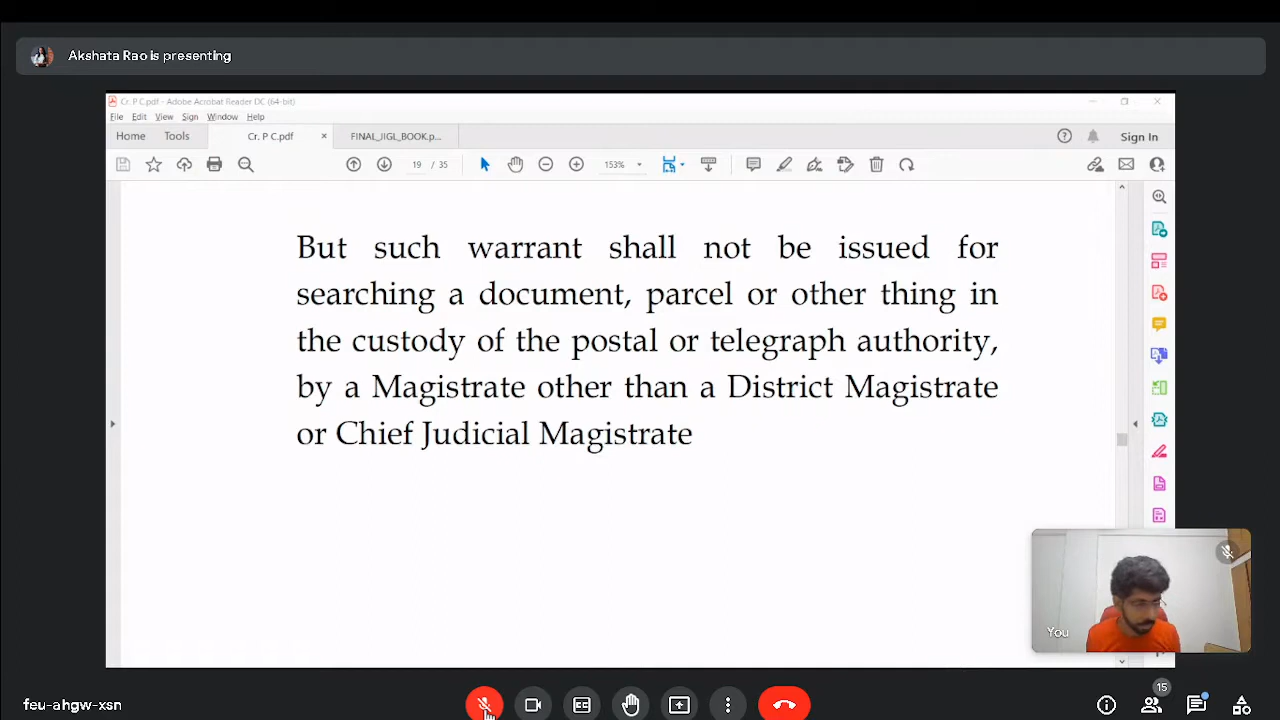 Akshata Rao is presenting
Cr. P C.pdf - Adobe Acrobat Reader DC (64-bit)
File Edit View Sign Window Help
Home Tools Cr. P C.pdf × FINAL_JIGL_BOOK.p... Sign In
19 / 35 153%
But such warrant shall not be issued for
searching a document, parcel or other thing in
the custody of the postal or telegraph authority,
by a Magistrate other than a District Magistrate
or Chief Judicial Magistrate
You
feu-ahgw-xsn
15